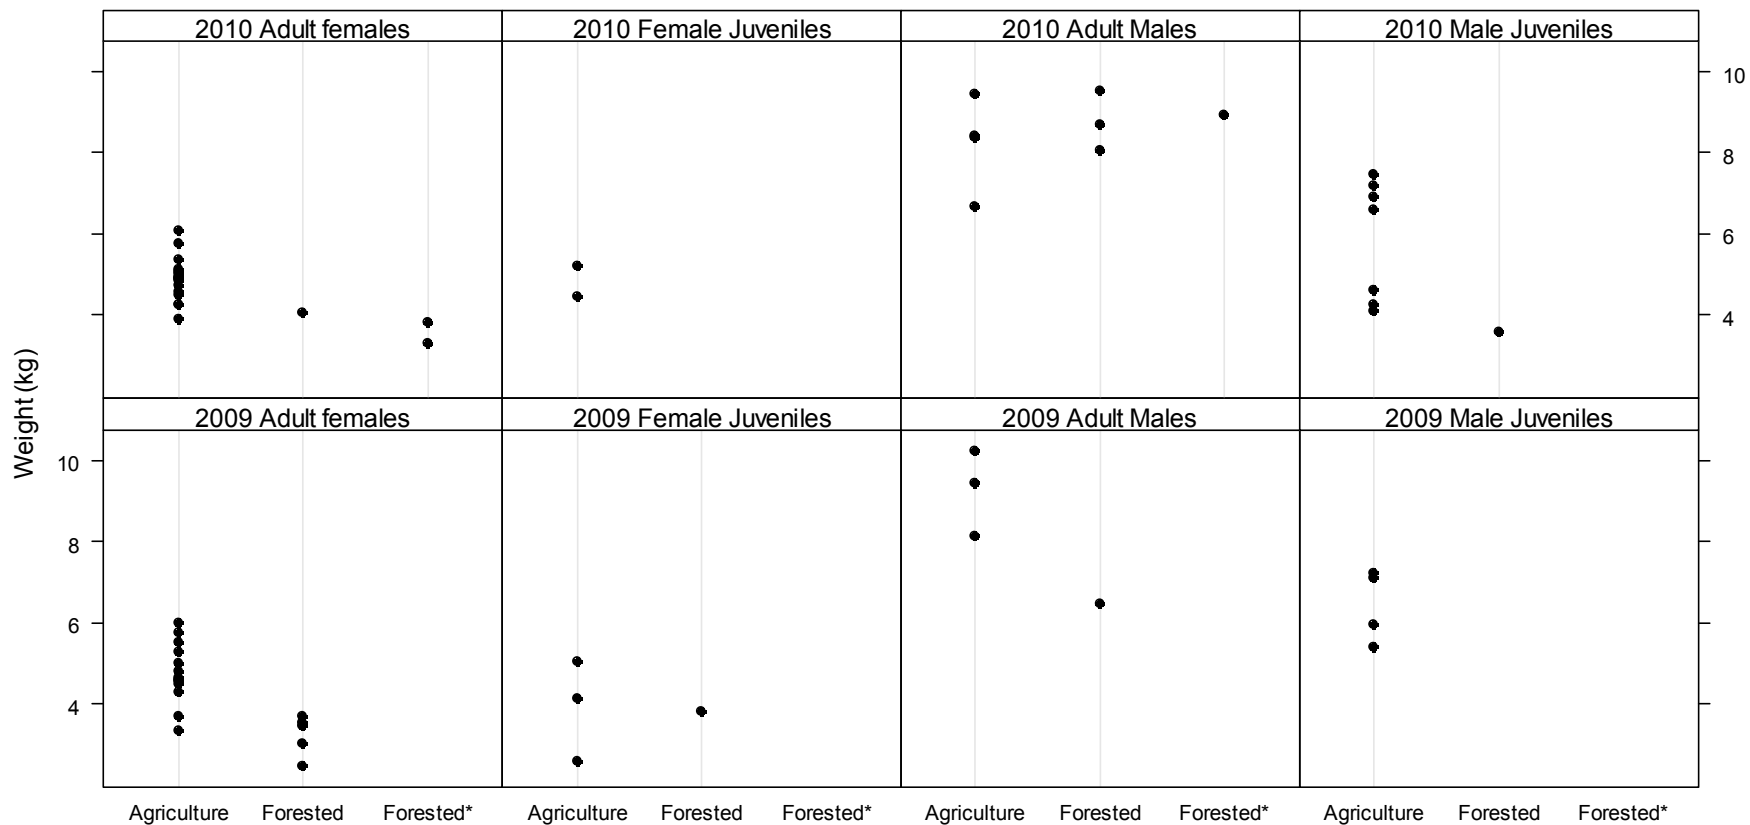 2010 Adult females 2010 Female Juveniles 2010 Adult Males 2010 Male Juveniles
10
8
6
4
Weight (kg)
2009 Adult females 2009 Female Juveniles 2009 Adult Males 2009 Male Juveniles
10
8
6
4
Agriculture Forested Forested* Agriculture Forested Forested* Agriculture Forested Forested* Agriculture Forested Forested*